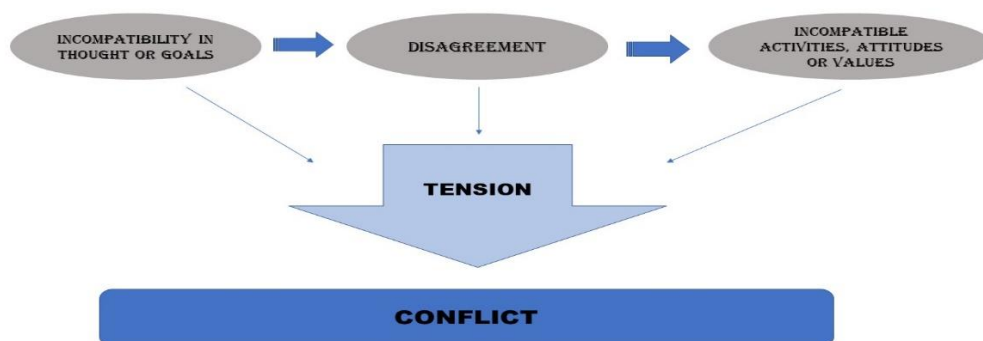 INCOMPATIBILITY IN
THOUGHT OR GOALS
DISAGREEMENT
INCOMPATIBLE
ACTIVITIES, ATTITUDES
OR VALUES
TENSION
CONFLICT